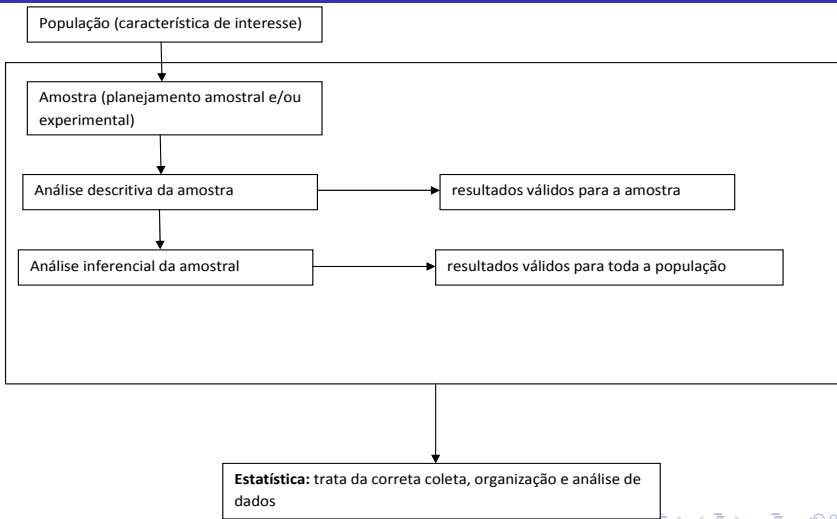 População (característica de interesse)
Amostra (planejamento amostral e/ou
experimental)
Análise descritiva da amostra
resultados válidos para a amostra
Análise inferencial da amostral
resultados válidos para toda a população
Estatística: trata da correta coleta, organização e análise de
dados